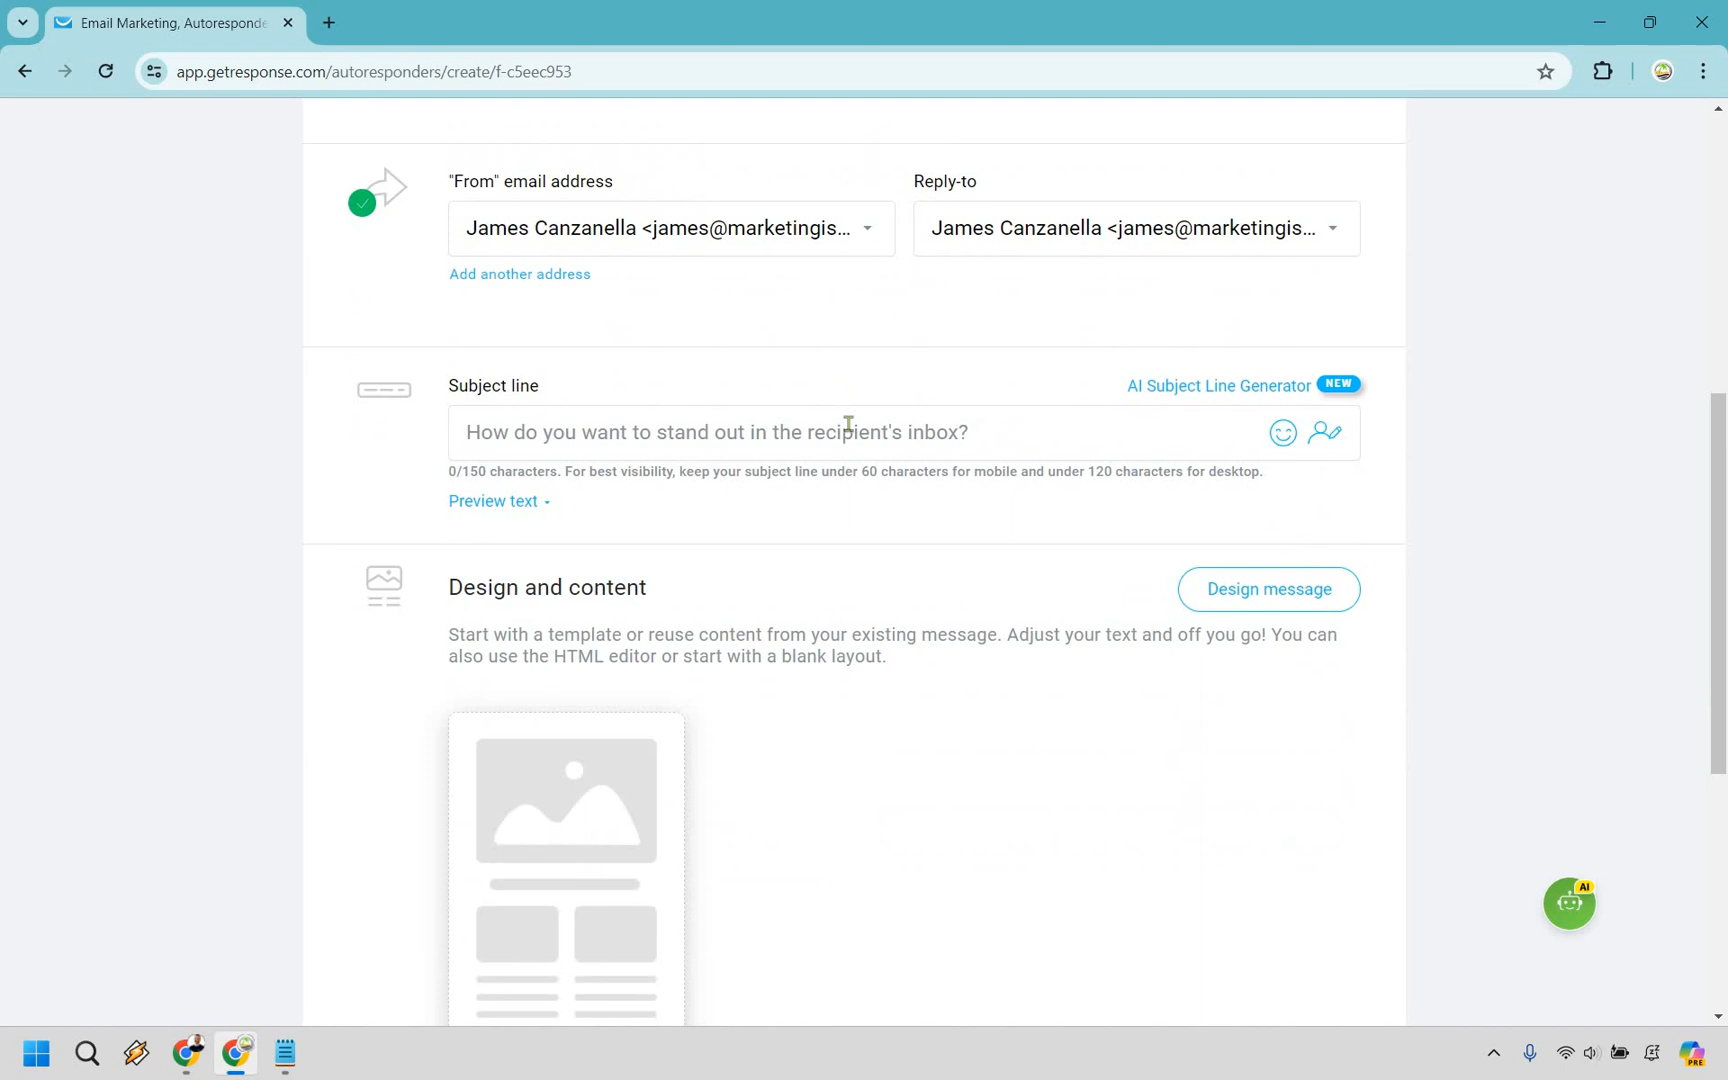 Email Marketing, Autoresponde
app.getresponse.com/autoresponders/create/f-c5eec953
"From" email address
Reply-to
James Canzanella <james@marketingis...
James Canzanella <james@marketingis...
Add another address
Subject line
AI Subject Line Generator NEW
How do you want to stand out in the recipient's inbox?
0/150 characters. For best visibility, keep your subject line under 60 characters for mobile and under 120 characters for desktop.
Preview text
Design and content
Design message
Start with a template or reuse content from your existing message. Adjust your text and off you go! You can
also use the HTML editor or start with a blank layout.
AI
PRE